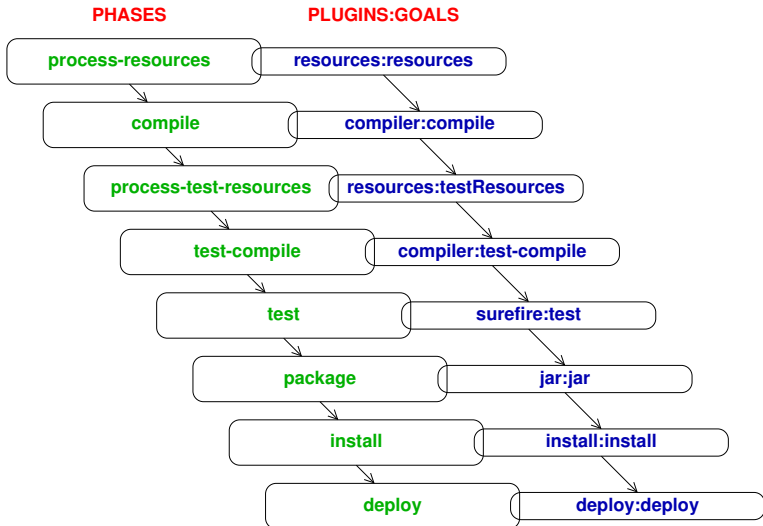 PHASES PLUGINS:GOALS
process-resources resources:resources
compile compiler:compile
process-test-resources resources:testResources
test-compile compiler:test-compile
test surefire:test
package jar:jar
install install:install
deploy deploy:deploy